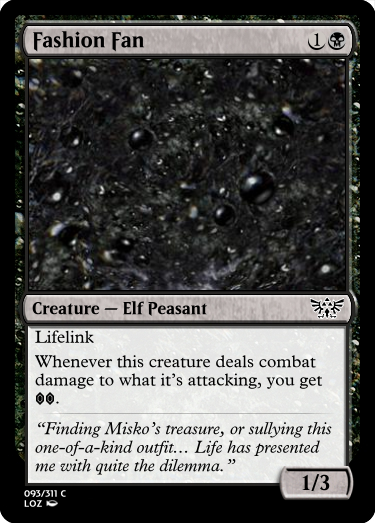 Fashion Fan 1
Creature — Elf Peasant
Lifelink
Whenever this creature deals combat
damage to what it's attacking, you get
.
“Finding Misko's treasure, or sullying this
one-of-a-kind outfit... Life has presented
me with quite the dilemma.”
1/3
093/311 C
LOZ